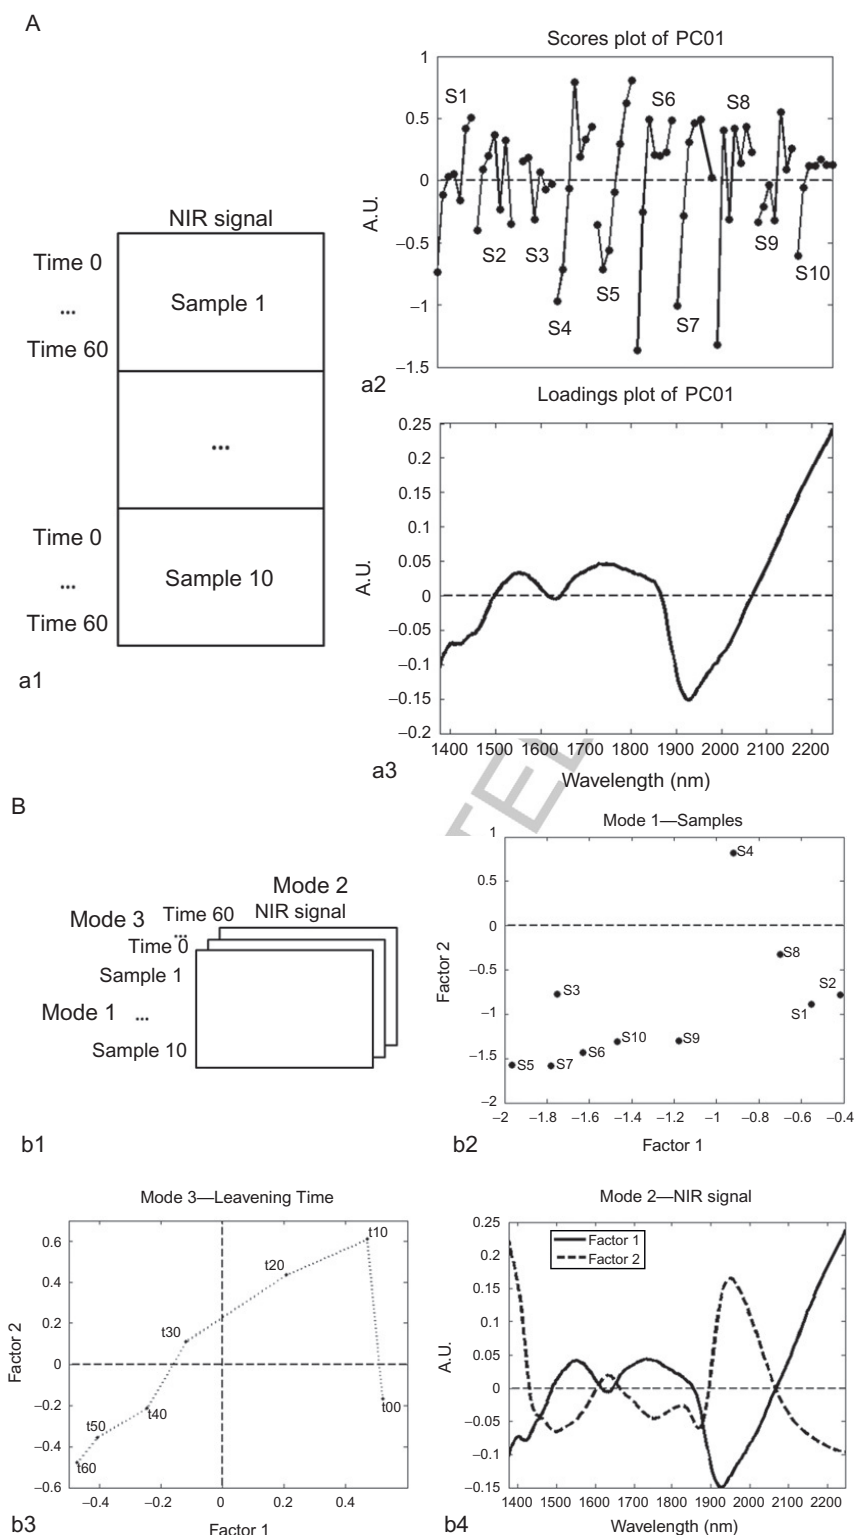 A
Scores plot of PC01
1
0.5
0
−0.5
−1
−1.5
A.U.
S1
S2
S3
S4
S5
S6
S7
S8
S9
S10
a2
NIR signal
Time 0
...
Time 60
Sample 1
...
Time 0
...
Time 60
Sample 10
a1
Loadings plot of PC01
0.25
0.2
0.15
0.1
0.05
0
−0.05
−0.1
−0.15
−0.2
A.U.
1400 1500 1600 1700 1800 1900 2000 2100 2200
Wavelength (nm)
a3
B
Mode 2
NIR signal
Mode 3
Time 60
...
Time 0
Sample 1
Mode 1 ...
Sample 10
b1
Mode 1—Samples
1
0.5
0
−0.5
−1
−1.5
−2
Factor 2
S4
S8
S3
S2
S1
S10
S9
S6
S5
S7
−2 −1.8 −1.6 −1.4 −1.2 −1 −0.8 −0.6 −0.4
Factor 1
b2
Mode 3—Leavening Time
0.6
0.4
0.2
0
−0.2
−0.4
−0.6
Factor 2
t10
t20
t30
t00
t40
t50
t60
−0.4 −0.2 0 0.2 0.4
Factor 1
b3
Mode 2—NIR signal
0.25
0.2
0.15
0.1
0.05
0
−0.05
−0.1
−0.15
A.U.
Factor 1
Factor 2
1400 1500 1600 1700 1800 1900 2000 2100 2200
Wavelength (nm)
b4